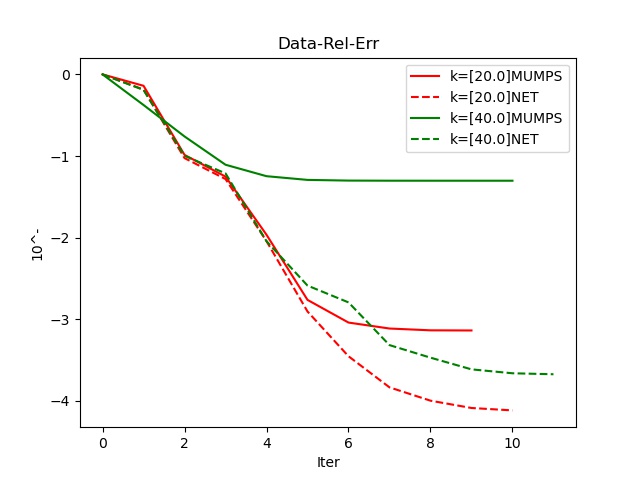 Data-Rel-Err
k=[20.0]MUMPS
k=[20.0]NET
k=[40.0]MUMPS
k=[40.0]NET
0
−1
−2
−3
−4
10^-
0
2
4
6
8
10
Iter